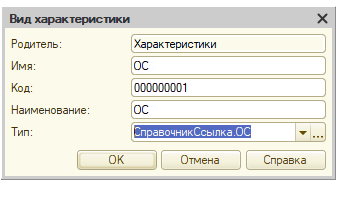 Вид характеристики
Родитель: Характеристики
Имя: ОС
Код: 000000001
Наименование: ОС
Тип: СправочникСсылка.ОС
ОК Отмена Справка